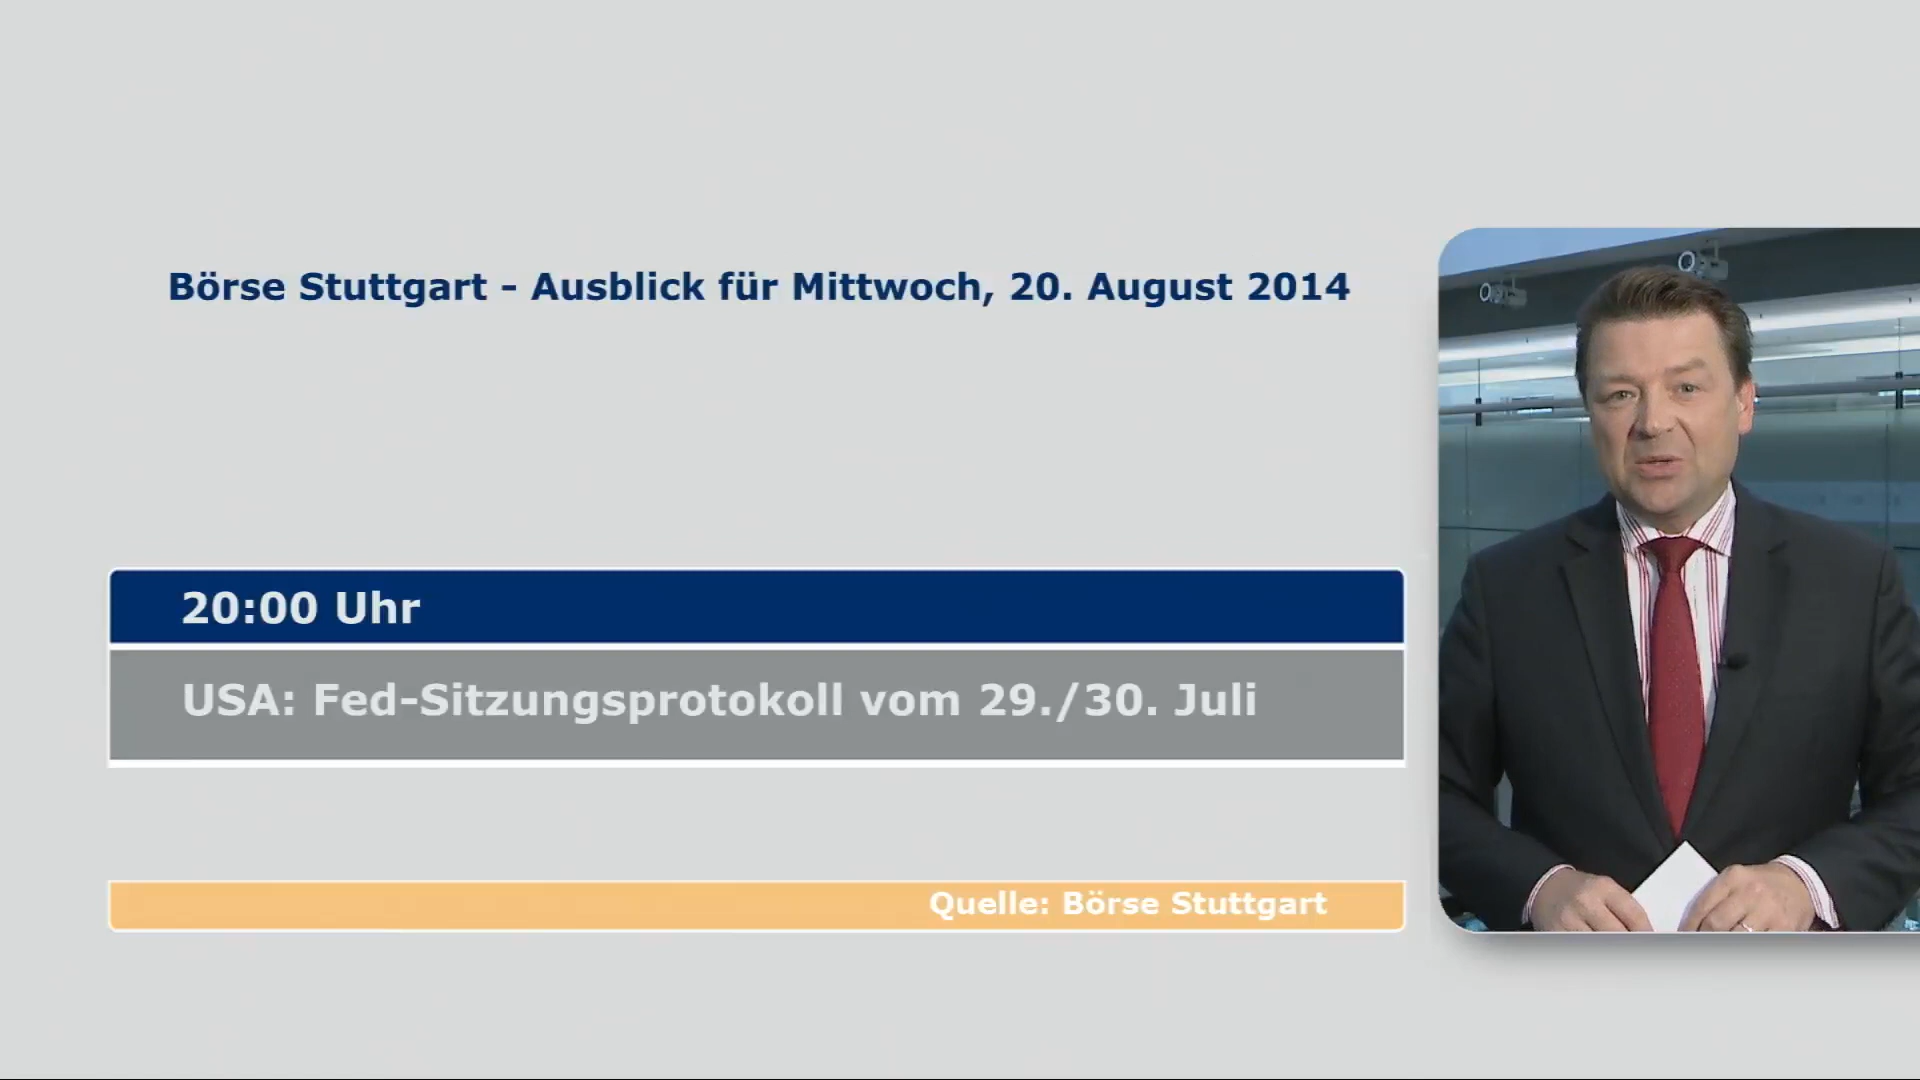 Börse Stuttgart - Ausblick für Mittwoch, 20. August 2014
20:00 Uhr
USA: Fed-Sitzungsprotokoll vom 29./30. Juli
Quelle: Börse Stuttgart